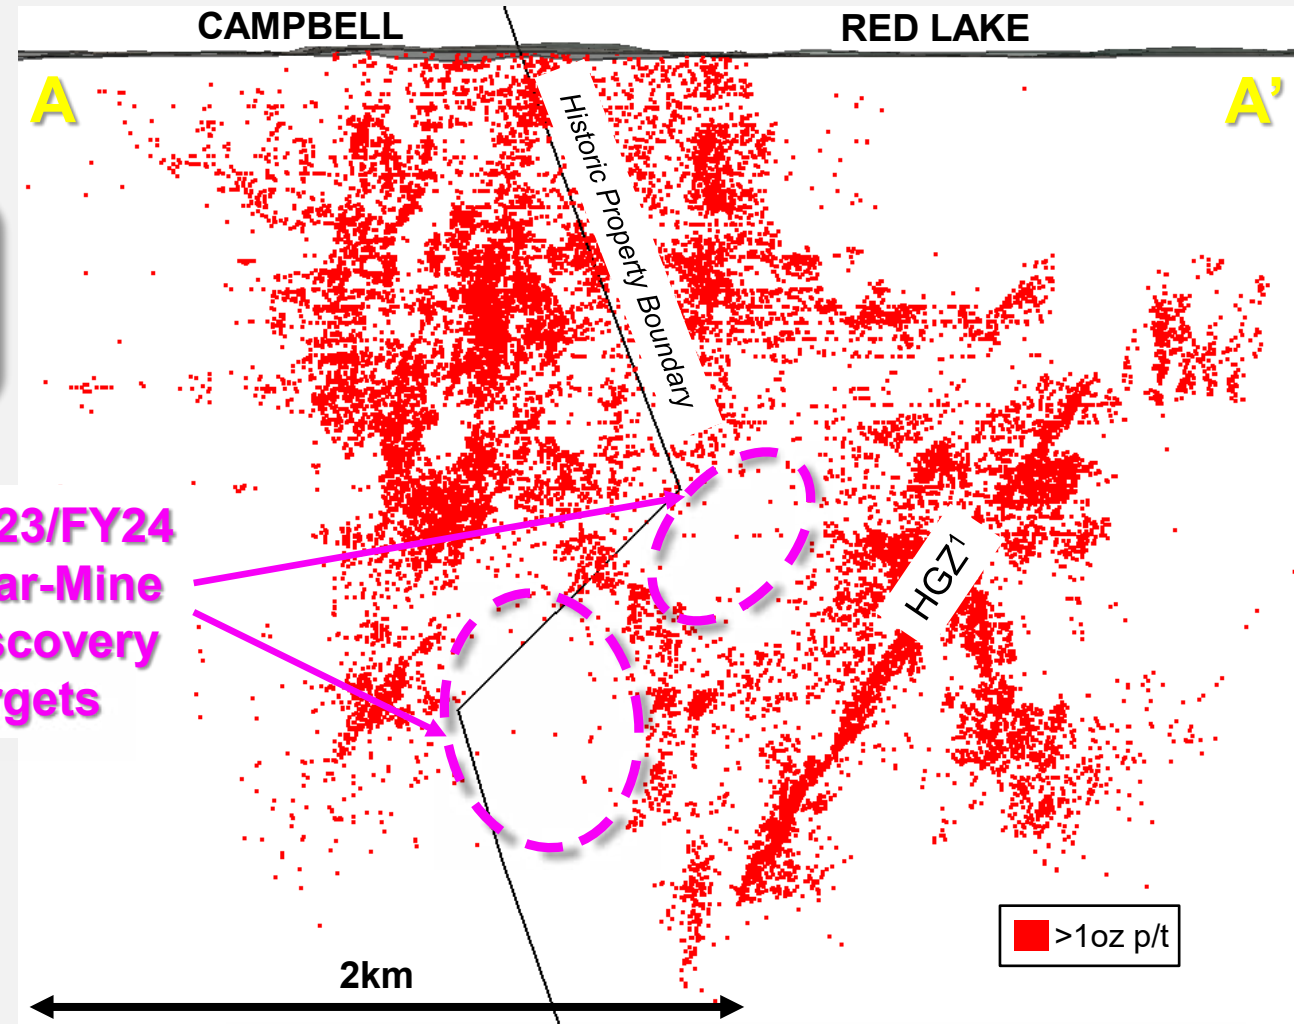 CAMPBELL
RED LAKE
A
A’
Historic Property Boundary
23/FY24
ar-Mine
scovery
rgets
HGZ¹
>1oz p/t
2km